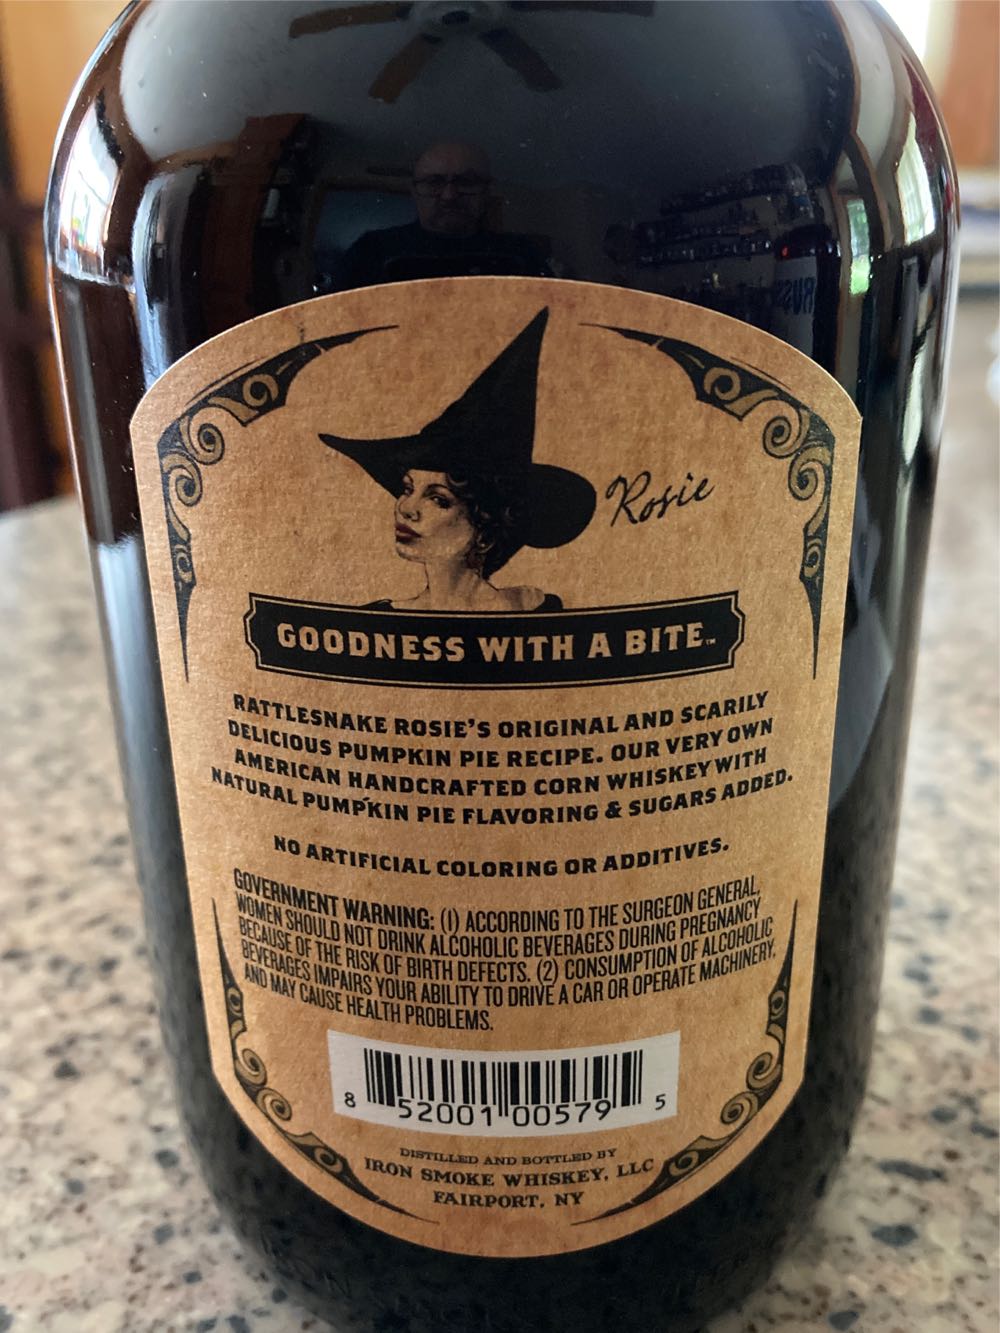 Rosie
GOODNESS WITH A BITE™
RATTLESNAKE ROSIE'S ORIGINAL AND SCARILY
DELICIOUS PUMPKIN PIE RECIPE. OUR VERY OWN
AMERICAN HANDCRAFTED CORN WHISKEY WITH
NATURAL PUMPKIN PIE FLAVORING & SUGARS ADDED.
NO ARTIFICIAL COLORING OR ADDITIVES.
GOVERNMENT WARNING: (1) ACCORDING TO THE SURGEON GENERAL,
WOMEN SHOULD NOT DRINK ALCOHOLIC BEVERAGES DURING PREGNANCY
BECAUSE OF THE RISK OF BIRTH DEFECTS. (2) CONSUMPTION OF ALCOHOLIC
BEVERAGES IMPAIRS YOUR ABILITY TO DRIVE A CAR OR OPERATE MACHINERY,
AND MAY CAUSE HEALTH PROBLEMS.
8 52001 00579 5
DISTILLED AND BOTTLED BY
IRON SMOKE WHISKEY, LLC
FAIRPORT, NY